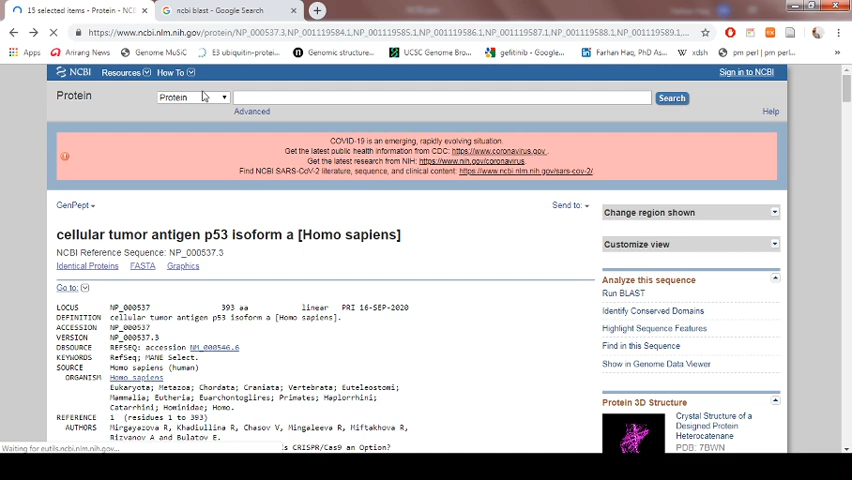 15 selected items - Protein - NC
ncbi blast - Google Search
https://www.ncbi.nlm.nih.gov/protein/NP_000537.3,NP_001119584.1,NP_001119585.1,NP_001119587.1,NP_001119586.1,NP_001119589.1,...
Apps
Arirang News
Genome MusiC
E3 ubiquitin-protei...
Genomic structure...
UCSC Genome Brow...
gefitinib - Google...
Farhan Haq, PhD As...
xdsh
pm perl | pm perl...
NCBI
Resources
How To
Sign in to NCBI
Protein
Protein
Search
Advanced
Help
COVID-19 is an emerging, rapidly evolving situation.
Get the latest public health information from CDC: https://www.coronavirus.gov .
Get the latest research from NIH: https://www.nih.gov/coronavirus.
Find NCBI SARS-CoV-2 literature, sequence, and clinical content: https://www.ncbi.nlm.nih.gov/sars-cov-2/
GenPept
Send to:
Change region shown
cellular tumor antigen p53 isoform a [Homo sapiens]
NCBI Reference Sequence: NP_000537.3
Customize view
Identical Proteins
FASTA
Graphics
Analyze this sequence
Go to:
Run BLAST
LOCUS NP_000537 393 aa linear PRI 16-SEP-2020
Identify Conserved Domains
DEFINITION cellular tumor antigen p53 isoform a [Homo sapiens].
ACCESSION NP_000537
Highlight Sequence Features
VERSION NP_000537.3
DBSOURCE REFSEQ: accession NM_000546.6
Find in this Sequence
KEYWORDS RefSeq; MANE Select.
SOURCE Homo sapiens (human)
Show in Genome Data Viewer
ORGANISM Homo sapiens
Eukaryota; Metazoa; Chordata; Craniata; Vertebrata; Euteleostomi;
Mammalia; Eutheria; Euarchontoglires; Primates; Haplorrhini;
Catarrhini; Hominidae; Homo.
Protein 3D Structure
REFERENCE 1 (residues 1 to 393)
Crystal Structure of a
Designed Protein
Heterocatenane
PDB: 7BWN
AUTHORS Mirgayazova R, Khadiullina R, Chasov V, Mingaleeva R, Miftakhova R,
Rizvanov A and Bulatov E.
Waiting for eutils.ncbi.nlm.nih.gov...
s CRISPR/Cas9 an Option?